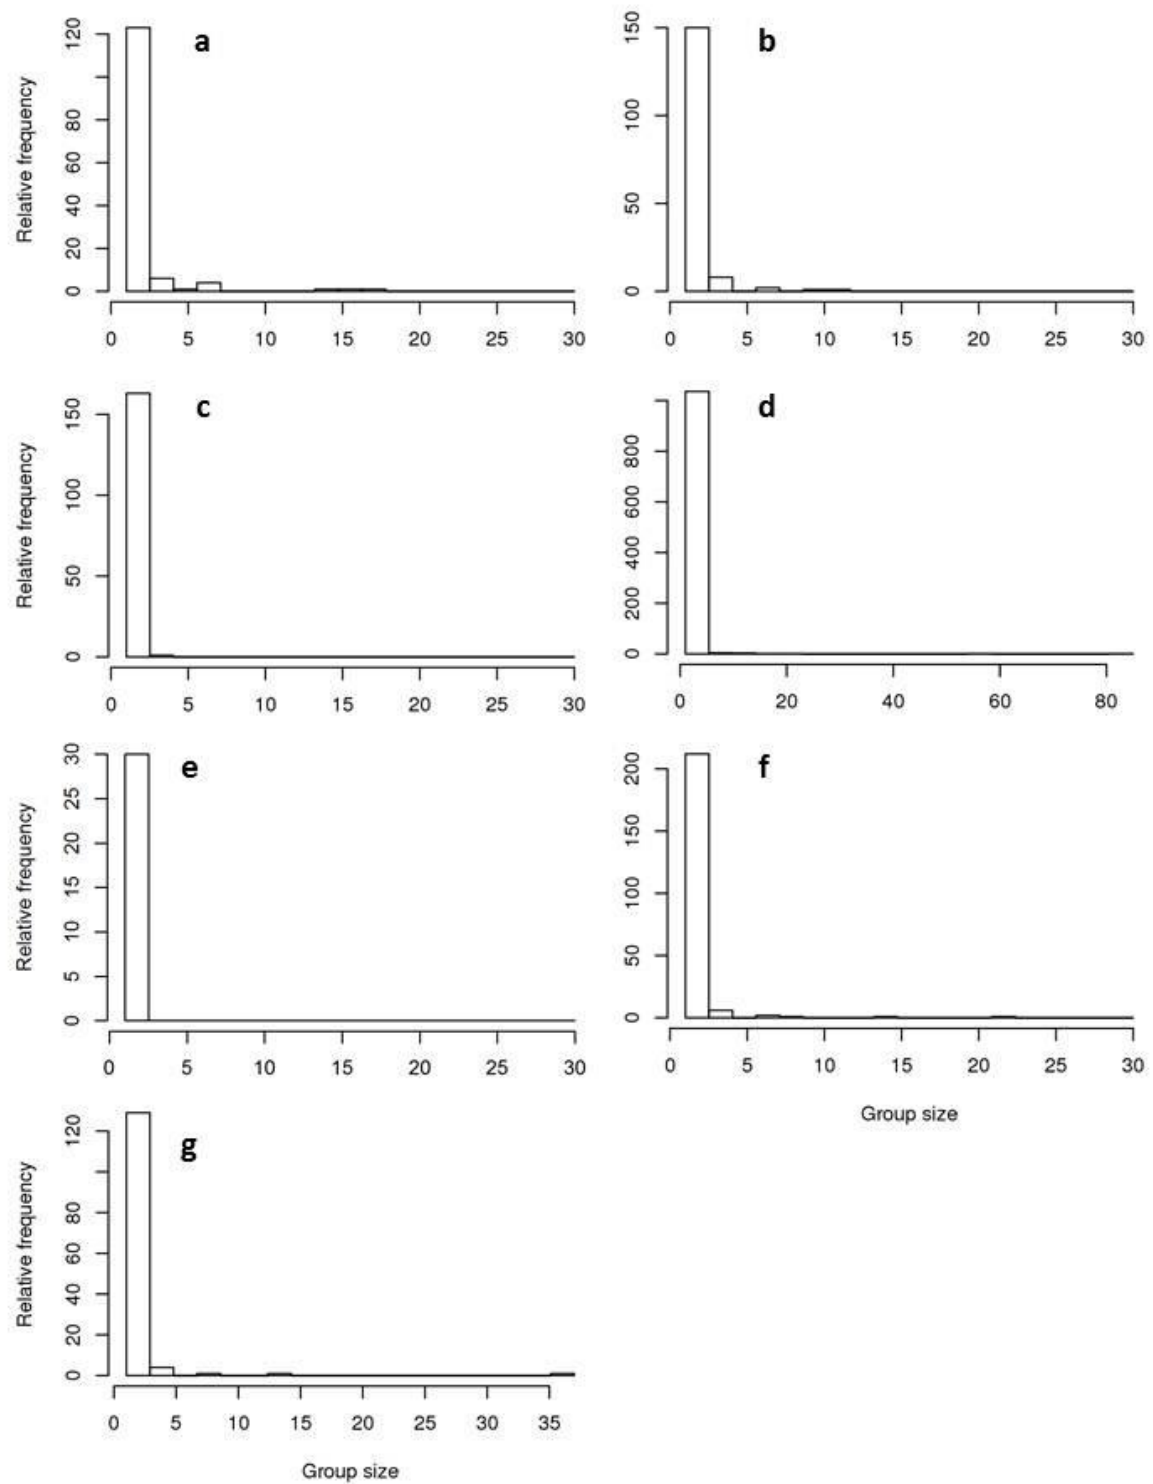 a
Relative frequency
0 20 40 60 80 120
0 5 10 15 20 25 30
b
0 50 100 150
0 5 10 15 20 25 30
c
Relative frequency
0 50 100 150
0 5 10 15 20 25 30
d
0 200 400 600 800
0 20 40 60 80
e
Relative frequency
0 5 10 15 20 25 30
0 5 10 15 20 25 30
f
0 50 100 150 200
0 5 10 15 20 25 30
Group size
g
Relative frequency
0 20 40 60 80 120
0 5 10 15 20 25 30 35
Group size